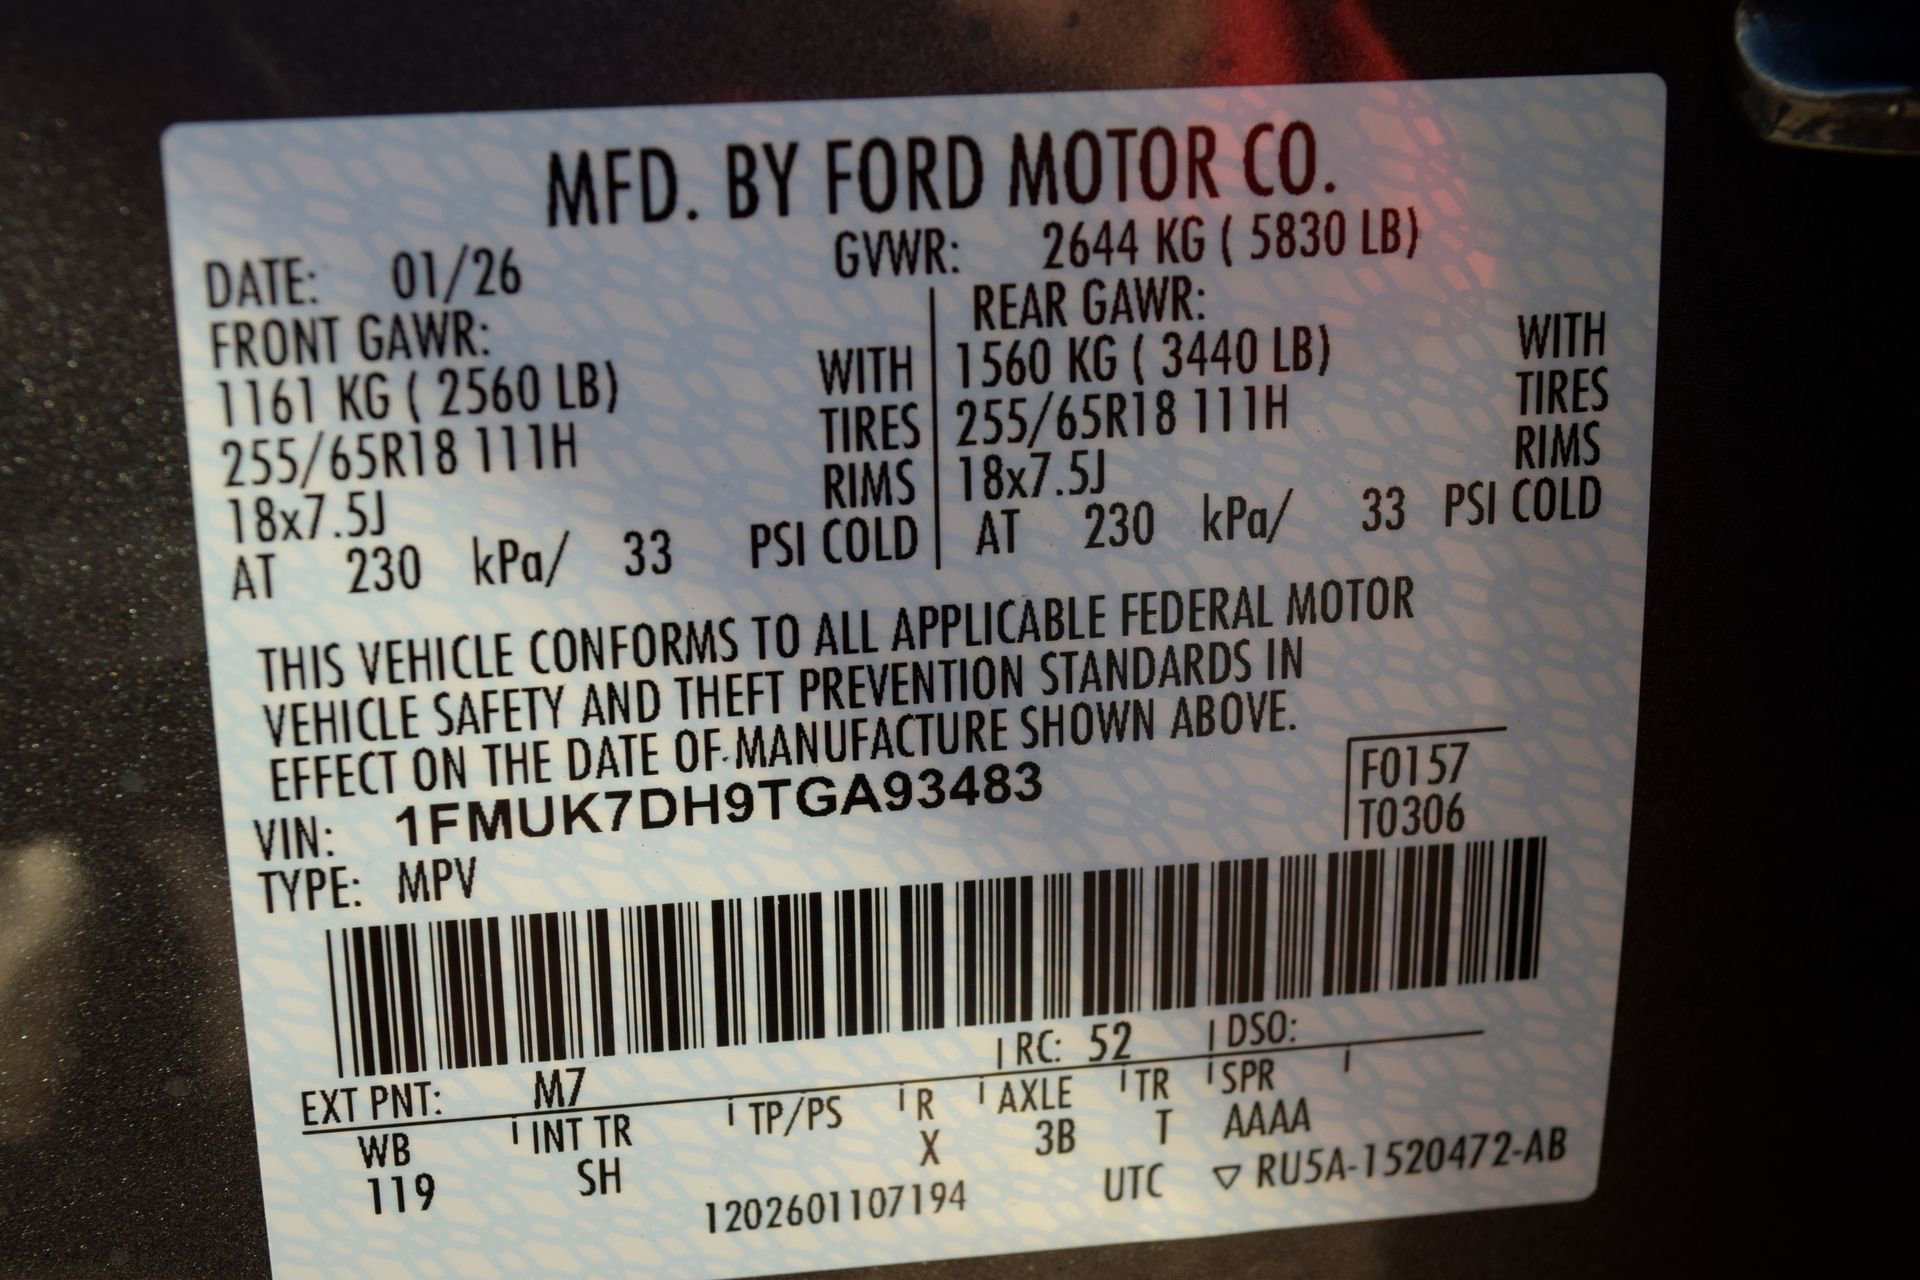 MFD. BY FORD MOTOR CO.
DATE: 01/26 GVWR: 2644 KG ( 5830 LB)
FRONT GAWR: REAR GAWR:
1161 KG ( 2560 LB) WITH 1560 KG ( 3440 LB) WITH
255/65R18 111H TIRES 255/65R18 111H TIRES
18x7.5J RIMS 18x7.5J RIMS
AT 230 kPa/ 33 PSI COLD AT 230 kPa/ 33 PSI COLD
THIS VEHICLE CONFORMS TO ALL APPLICABLE FEDERAL MOTOR
VEHICLE SAFETY AND THEFT PREVENTION STANDARDS IN
EFFECT ON THE DATE OF MANUFACTURE SHOWN ABOVE.
VIN: 1FMUK7DH9TGA93483 F0157
TYPE: MPV T0306
EXT PNT: M7 RC: 52 DSO:
WB INT TR TP/PS R AXLE TR SPR
119 SH X 3B T AAAA
1202601107194 UTC ▽ RU5A-1520472-AB